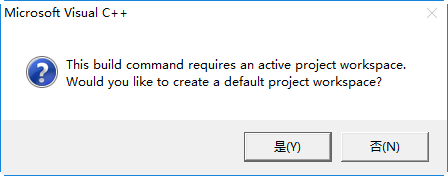 Microsoft Visual C++
This build command requires an active project workspace.
Would you like to create a default project workspace?
是(Y)
否(N)